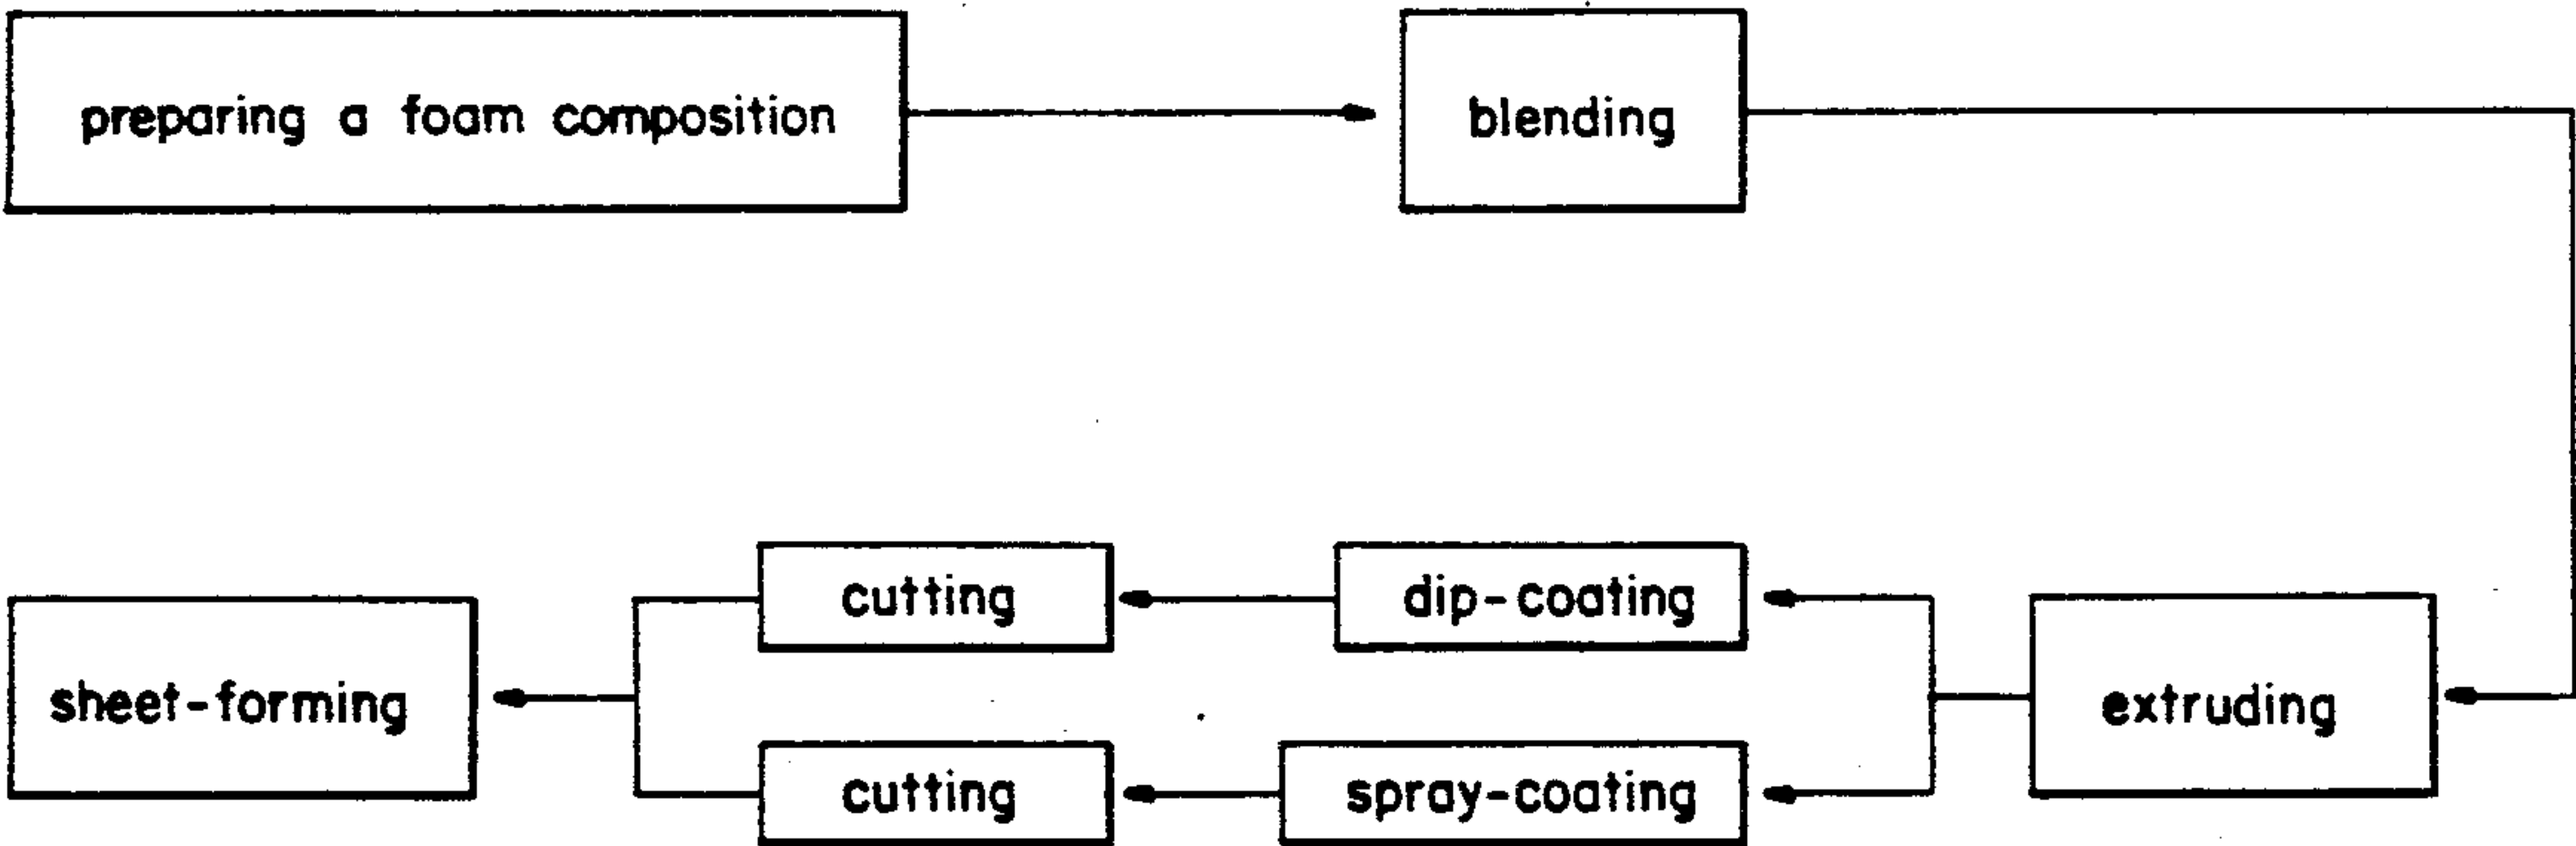 preparing a foam composition
blending
extruding
dip-coating
cutting
spray-coating
cutting
sheet-forming